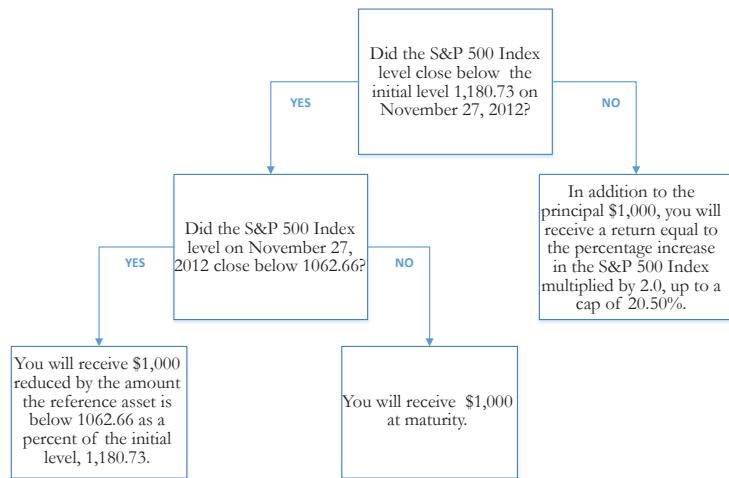 Did the S&P 500 Index
level close below the
initial level 1,180.73 on
November 27, 2012?
YES
NO
Did the S&P 500 Index
level on November 27,
2012 close below 1062.66?
In addition to the
principal $1,000, you will
receive a return equal to
the percentage increase
in the S&P 500 Index
multiplied by 2.0, up to a
cap of 20.50%.
YES
NO
You will receive $1,000
reduced by the amount
the reference asset is
below 1062.66 as a
percent of the initial
level, 1,180.73.
You will receive $1,000
at maturity.